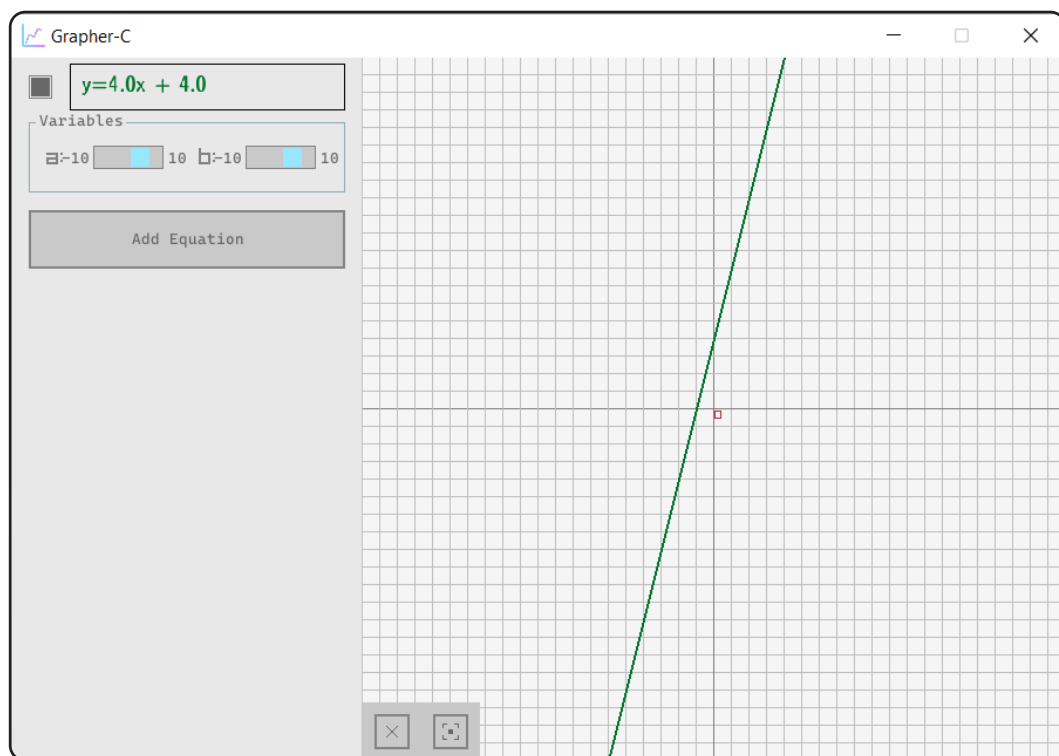 Grapher-C
y=4.0x + 4.0
Variables
a:-10 10 b:-10 10
Add Equation